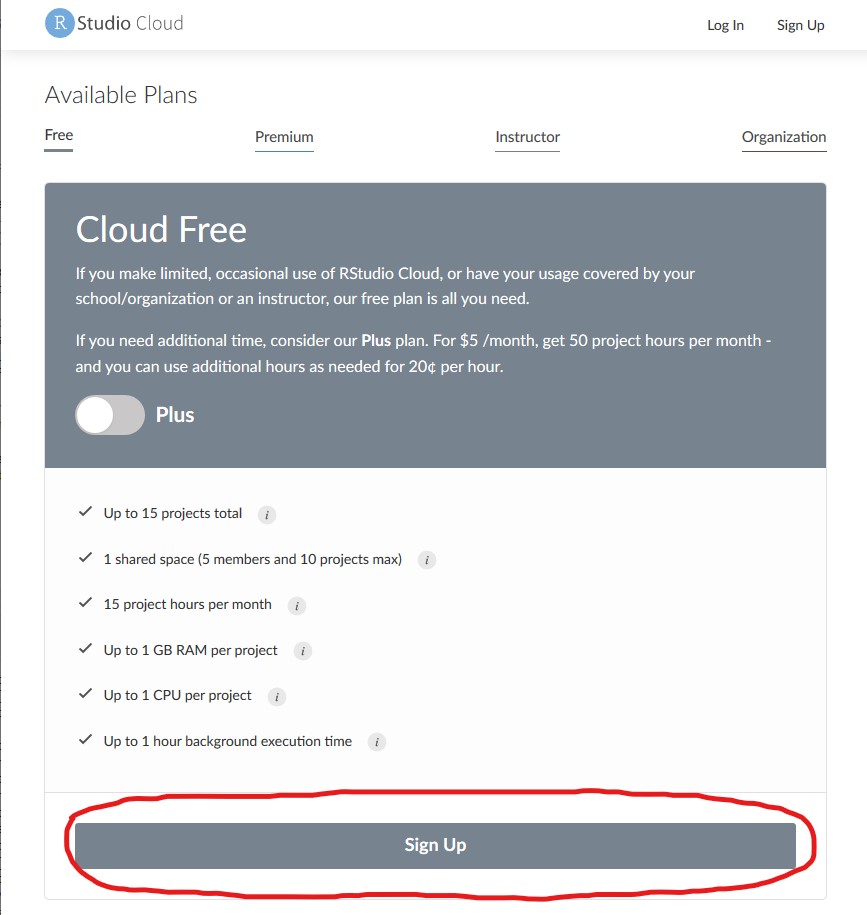 R Studio Cloud
Log In
Sign Up
Available Plans
Free
Premium
Instructor
Organization
Cloud Free
If you make limited, occasional use of RStudio Cloud, or have your usage covered by your
school/organization or an instructor, our free plan is all you need.
If you need additional time, consider our Plus plan. For $5 /month, get 50 project hours per month -
and you can use additional hours as needed for 20¢ per hour.
Plus
Up to 15 projects total i
1 shared space (5 members and 10 projects max) i
15 project hours per month i
Up to 1 GB RAM per project i
Up to 1 CPU per project i
Up to 1 hour background execution time i
Sign Up